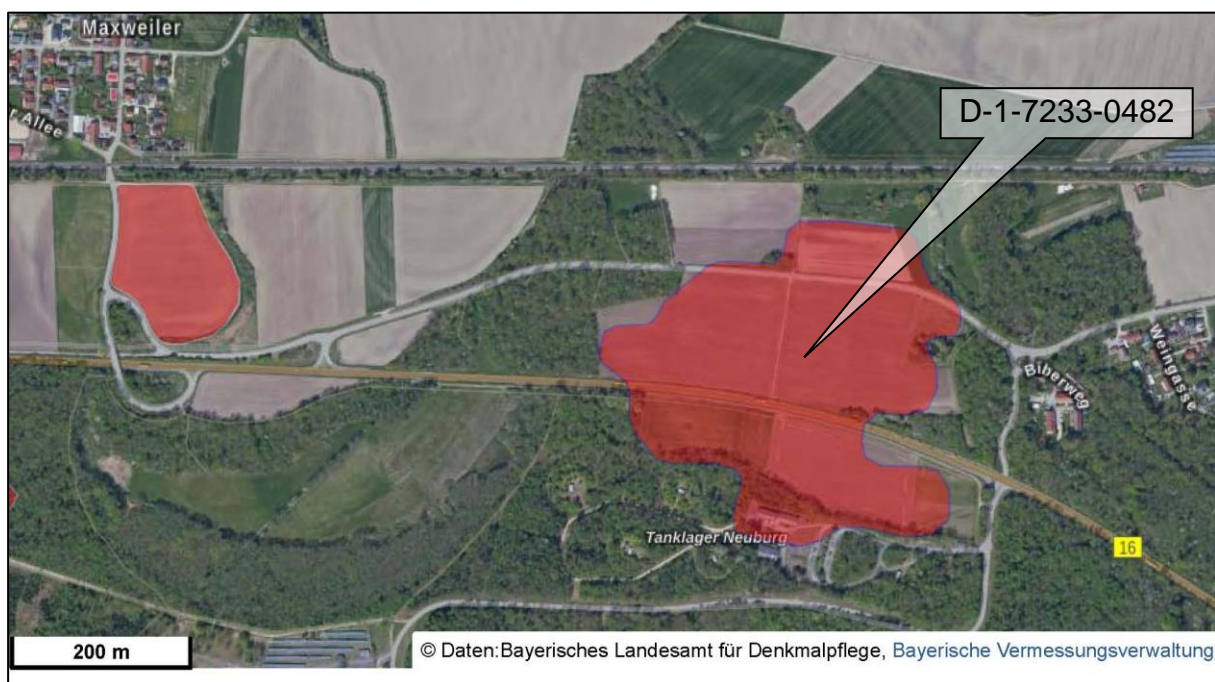 Maxweiler
r Allee
D-1-7233-0482
Weingasse
Biberweg
Tanklager Neuburg
16
200 m
© Daten:Bayerisches Landesamt für Denkmalpflege, Bayerische Vermessungsverwaltung